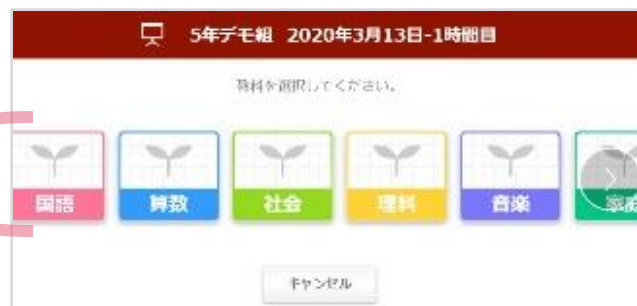 5年デモ組 2020年3月13日-1時間目
教科を選択してください。
国語 算数 社会 理科 音楽 家庭
キャンセル